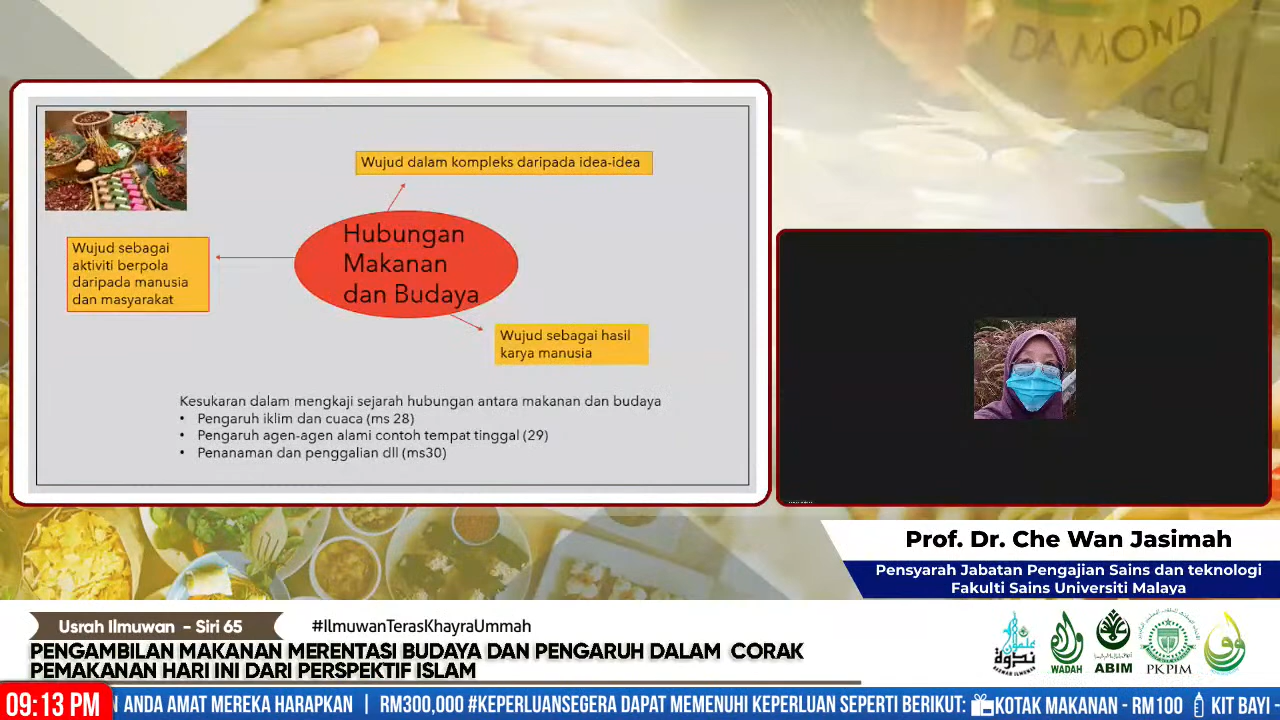 DAMOND
CO
Wujud dalam kompleks daripada idea-idea
Hubungan
Makanan
dan Budaya
Wujud sebagai
aktiviti berpola
daripada manusia
dan masyarakat
Wujud sebagai hasil
karya manusia
Kesukaran dalam mengkaji sejarah hubungan antara makanan dan budaya
• Pengaruh iklim dan cuaca (ms 28)
• Pengaruh agen-agen alami contoh tempat tinggal (29)
• Penanaman dan penggalian dll (ms30)
Prof. Dr. Che Wan Jasimah
Pensyarah Jabatan Pengajian Sains dan teknologi
Fakulti Sains Universiti Malaya
Usrah Ilmuwan - Siri 65
#IlmuwanTerasKhayraUmmah
PENGAMBILAN MAKANAN MERENTASI BUDAYA DAN PENGARUH DALAM CORAK
PEMAKANAN HARI INI DARI PERSPEKTIF ISLAM
WADAH
ABIM
PKPIM
09:13 PM
ANDA AMAT MEREKA HARAPKAN | RM300,000 #KEPERLUANSEGERA DAPAT MEMENUHI KEPERLUAN SEPERTI BERIKUT: KOTAK MAKANAN - RM100 KIT BAYI -